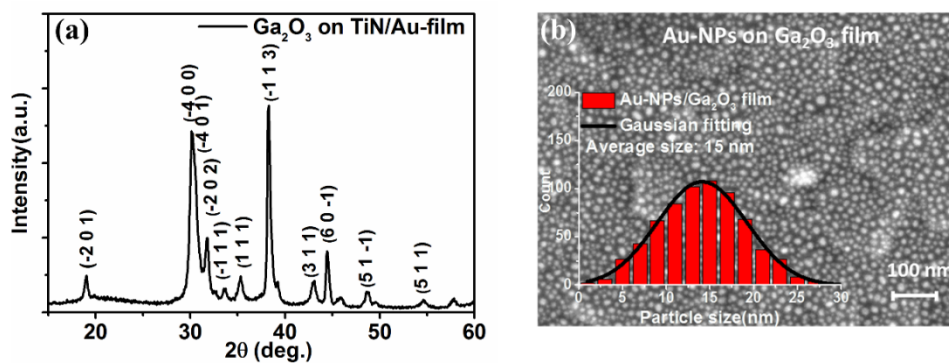 (a)
Ga₂O₃ on TiN/Au-film
Intensity(a.u.)
(-2 0 1)
(-4 0 0)
(-4 0 1)
(-2 0 2)
(-1 1 1)
(1 1 1)
(-1 1 3)
(3 1 1)
(6 0 -1)
(5 1 -1)
(5 1 1)
20 30 40 50 60
2θ (deg.)
(b)
Au-NPs on Ga₂O₃ film
Au-NPs/Ga₂O₃ film
Gaussian fitting
Average size: 15 nm
Count
200
150
100
50
0
0 5 10 15 20 25 30
Particle size(nm)
100 nm